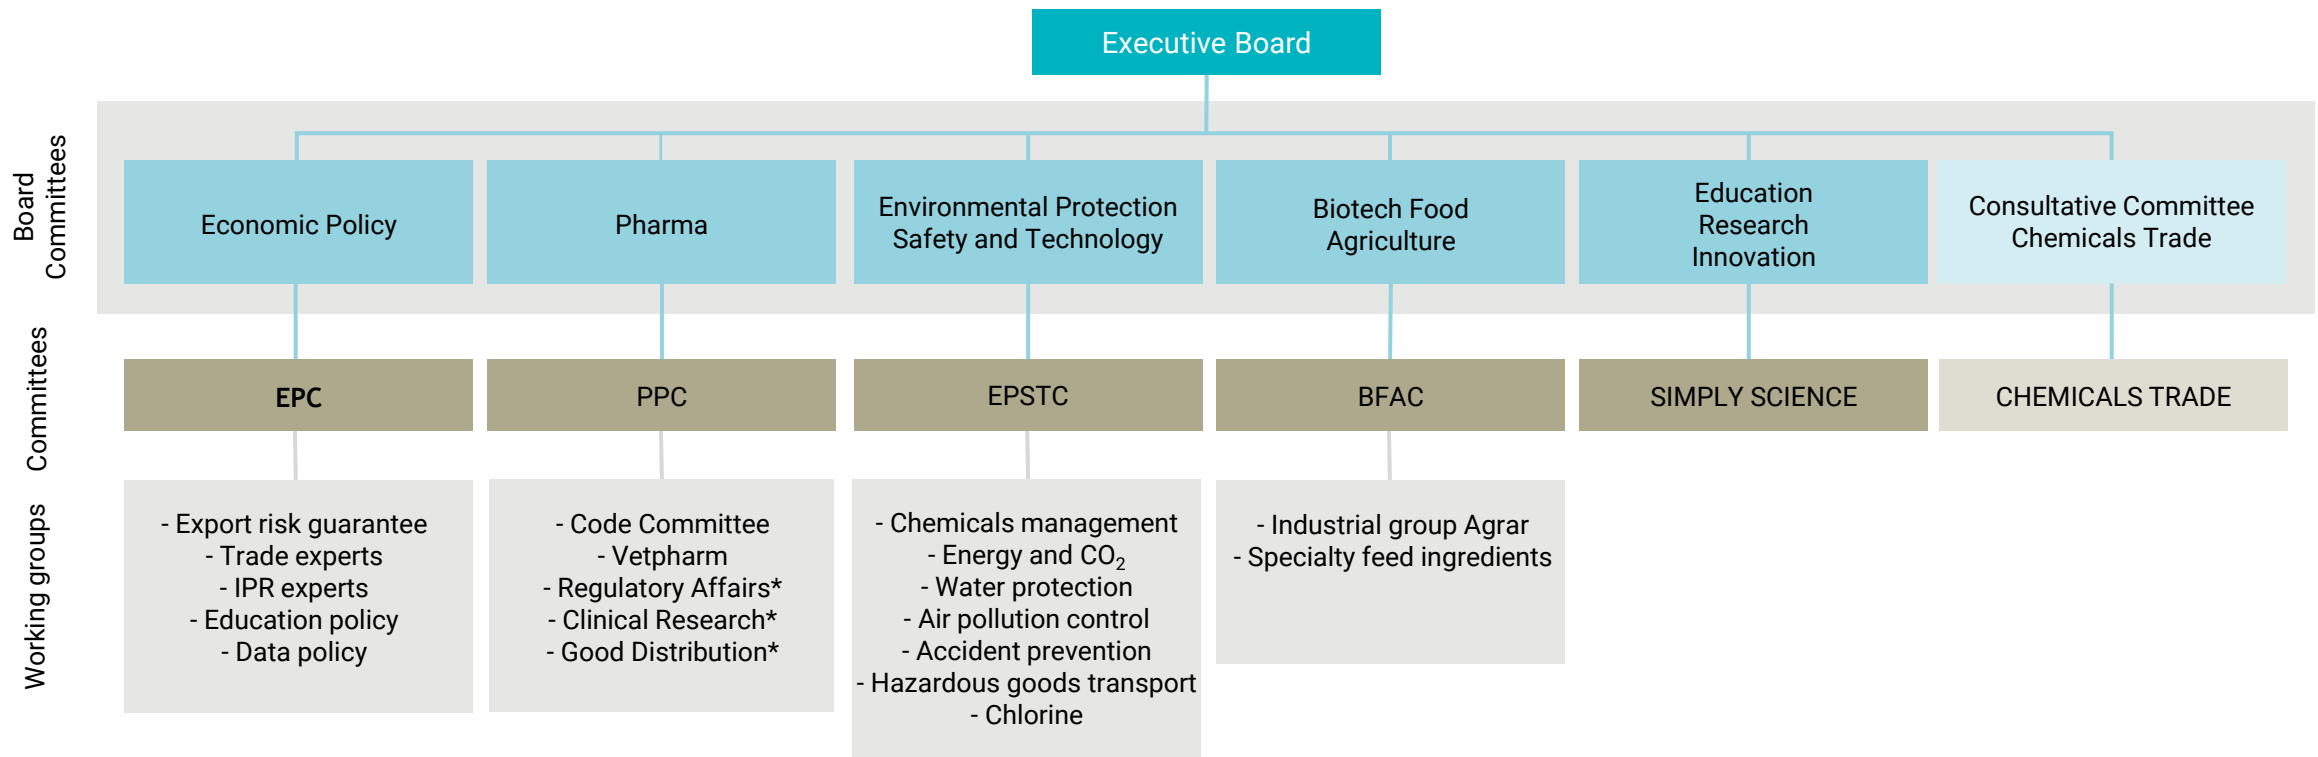 Executive Board
Board
Committees
Economic Policy
Pharma
Environmental Protection
Safety and Technology
Biotech Food
Agriculture
Education
Research
Innovation
Consultative Committee
Chemicals Trade
Committees
EPC
PPC
EPSTC
BFAC
SIMPLY SCIENCE
CHEMICALS TRADE
Working groups
- Export risk guarantee
- Trade experts
- IPR experts
- Education policy
- Data policy
- Code Committee
- Vetpharm
- Regulatory Affairs*
- Clinical Research*
- Good Distribution*
- Chemicals management
- Energy and CO₂
- Water protection
- Air pollution control
- Accident prevention
- Hazardous goods transport
- Chlorine
- Industrial group Agrar
- Specialty feed ingredients